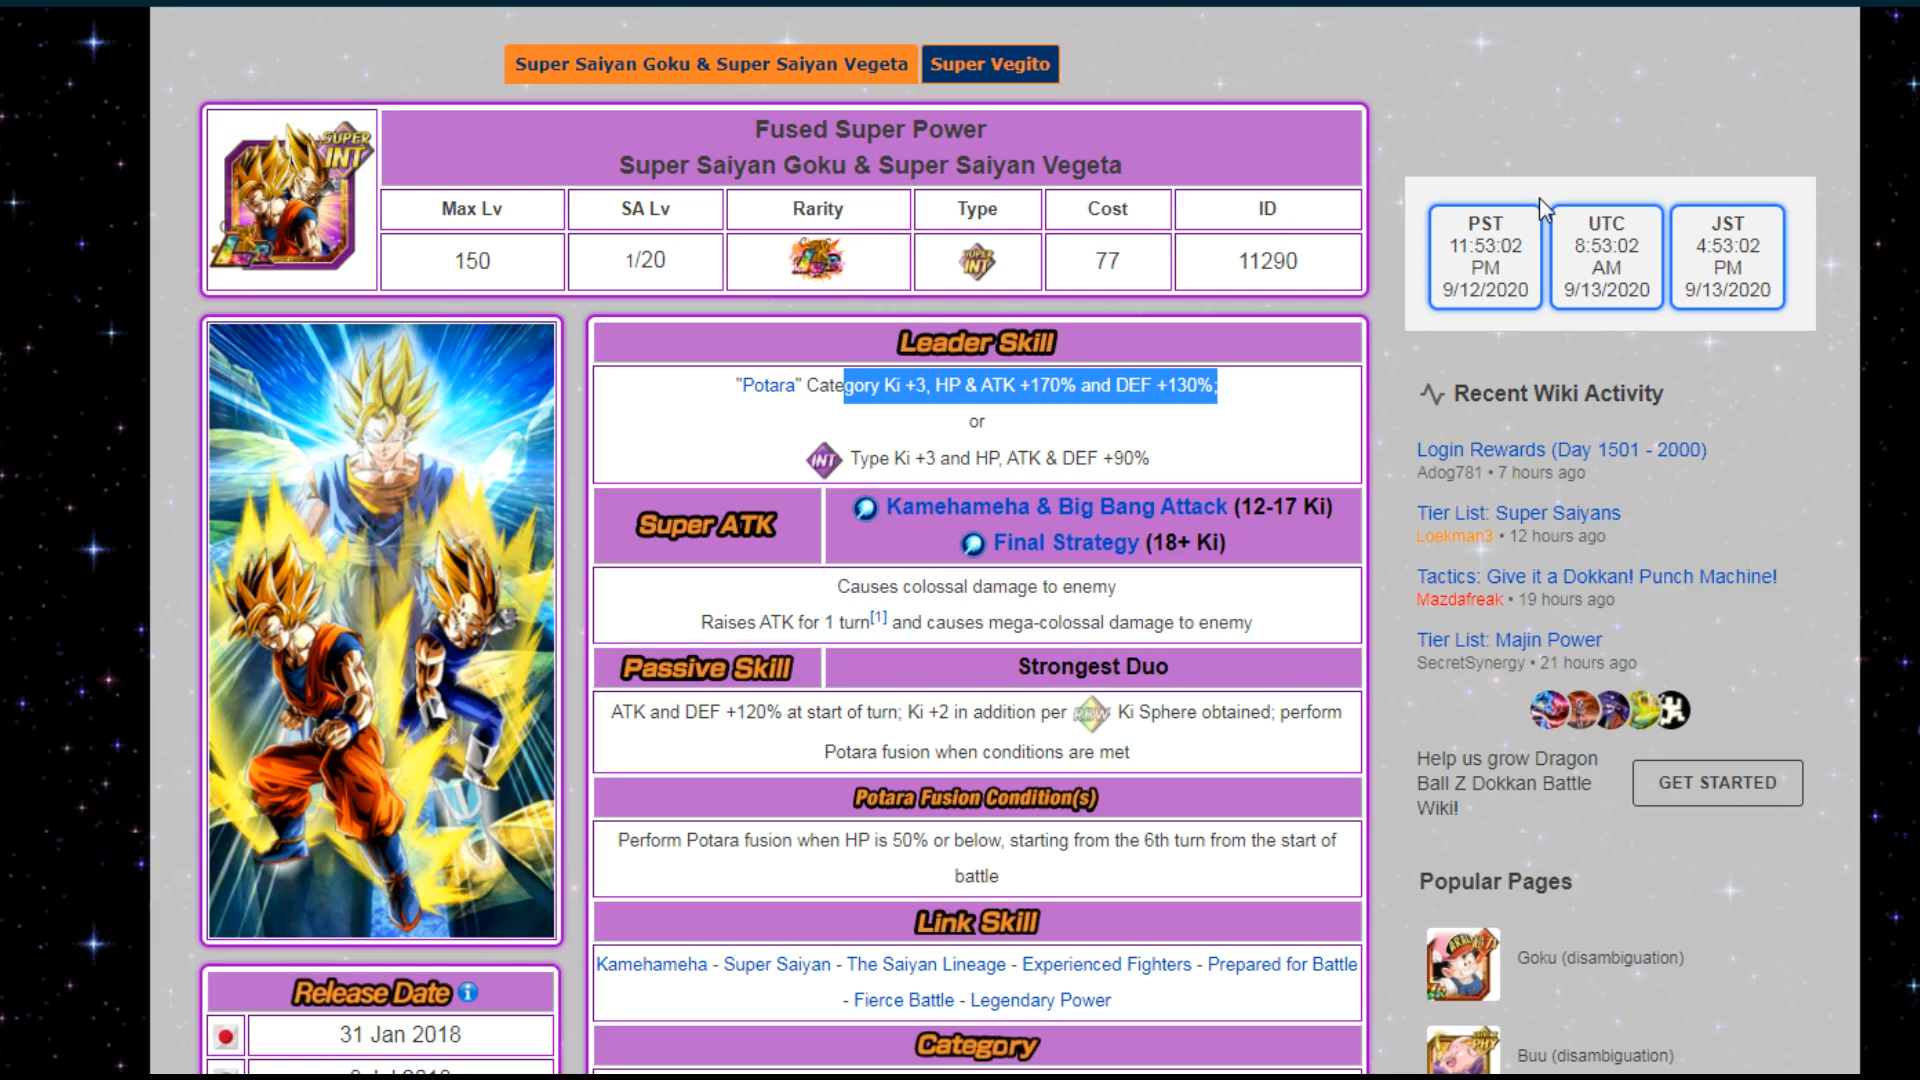 Super Saiyan Goku & Super Saiyan Vegeta
Super Vegito
SUPER INT
LR
Fused Super Power
Super Saiyan Goku & Super Saiyan Vegeta
Max Lv
SA Lv
Rarity
Type
Cost
ID
150
1/20
LR
SUPER INT
77
11290
PST
11:53:02
PM
9/12/2020
UTC
8:53:02
AM
9/13/2020
JST
4:53:02
PM
9/13/2020
Leader Skill
"Potara" Category Ki +3, HP & ATK +170% and DEF +130%;
or
INT Type Ki +3 and HP, ATK & DEF +90%
Super ATK
Kamehameha & Big Bang Attack (12-17 Ki)
Final Strategy (18+ Ki)
Causes colossal damage to enemy
Raises ATK for 1 turn[1] and causes mega-colossal damage to enemy
Passive Skill
Strongest Duo
ATK and DEF +120% at start of turn; Ki +2 in addition per RBW Ki Sphere obtained; perform
Potara fusion when conditions are met
Potara Fusion Condition(s)
Perform Potara fusion when HP is 50% or below, starting from the 6th turn from the start of
battle
Link Skill
Kamehameha - Super Saiyan - The Saiyan Lineage - Experienced Fighters - Prepared for Battle
- Fierce Battle - Legendary Power
Category
Release Date
31 Jan 2018
Recent Wiki Activity
Login Rewards (Day 1501 - 2000)
Adog781 • 7 hours ago
Tier List: Super Saiyans
Loekman3 • 12 hours ago
Tactics: Give it a Dokkan! Punch Machine!
Mazdafreak • 19 hours ago
Tier List: Majin Power
SecretSynergy • 21 hours ago
Help us grow Dragon
Ball Z Dokkan Battle
Wiki!
GET STARTED
Popular Pages
Goku (disambiguation)
PHY
Buu (disambiguation)